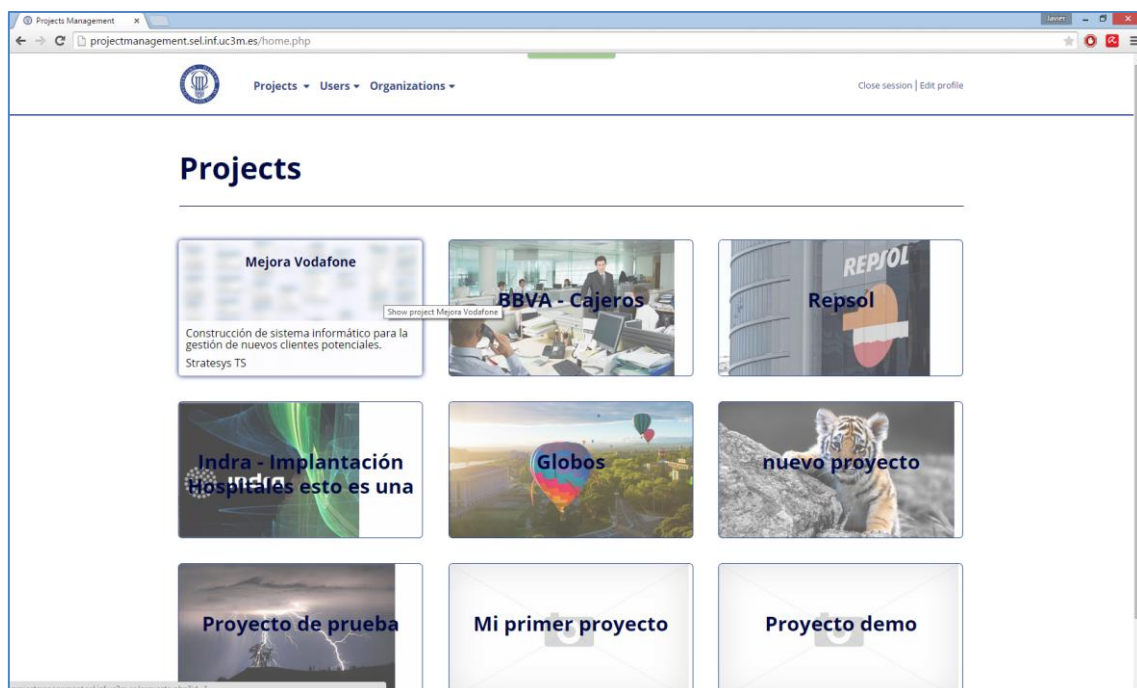 Projects Management
Javier
projectmanagement.sel.inf.uc3m.es/home.php
Projects Users Organizations
Close session | Edit profile
Projects
Mejora Vodafone
Show project Mejora Vodafone
Construcción de sistema informático para la
gestión de nuevos clientes potenciales.
Stratesys TS
BBVA - Cajeros
REPSOL
Repsol
Indra - Implantación
indra
Hospitales esto es una
Globos
nuevo proyecto
Proyecto de prueba
Mi primer proyecto
Proyecto demo